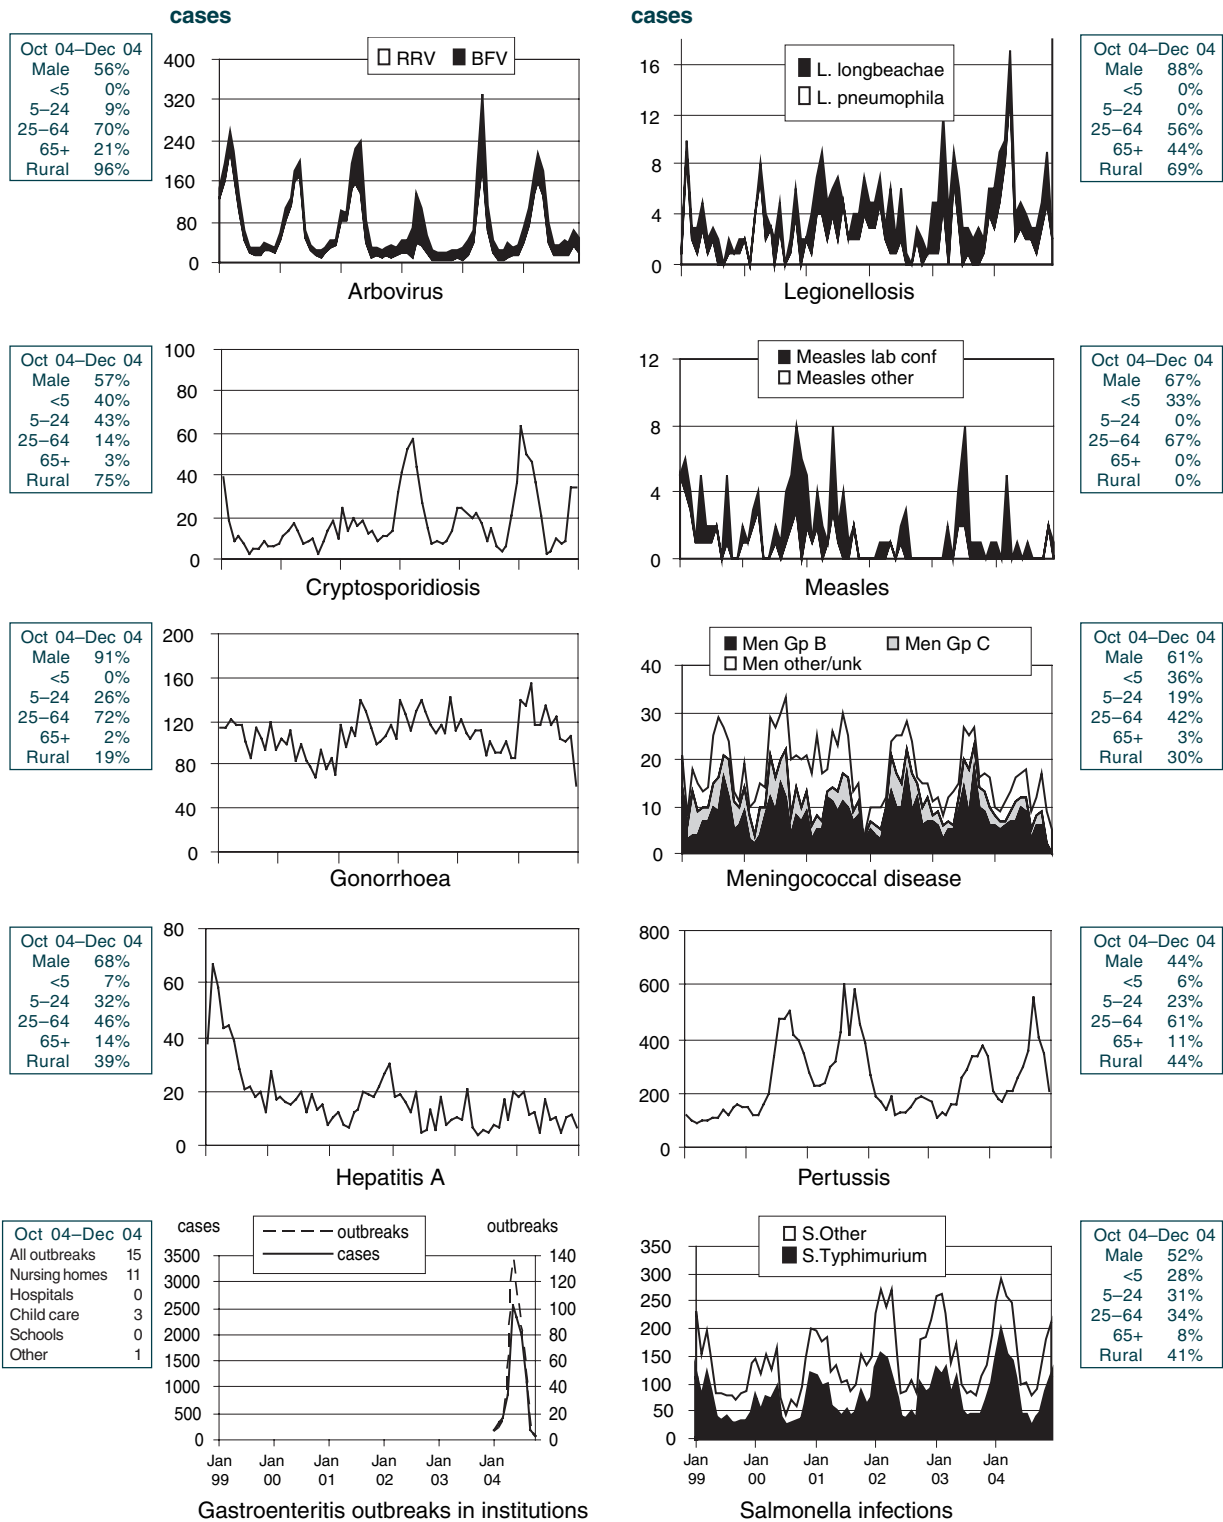 cases
Oct 04–Dec 04
Male 56%
<5 0%
5–24 9%
25–64 70%
65+ 21%
Rural 96%
400
320
240
160
80
0
RRV BFV
Arbovirus
Oct 04–Dec 04
Male 57%
<5 40%
5–24 43%
25–64 14%
65+ 3%
Rural 75%
100
80
60
40
20
0
Cryptosporidiosis
Oct 04–Dec 04
Male 91%
<5 0%
5–24 26%
25–64 72%
65+ 2%
Rural 19%
200
160
120
80
40
0
Gonorrhoea
Oct 04–Dec 04
Male 68%
<5 7%
5–24 32%
25–64 46%
65+ 14%
Rural 39%
80
60
40
20
0
Hepatitis A
Oct 04–Dec 04
All outbreaks 15
Nursing homes 11
Hospitals 0
Child care 3
Schools 0
Other 1
cases
outbreaks
outbreaks
cases
3500
3000
2500
2000
1500
1000
500
0
140
120
100
80
60
40
20
0
Jan 99
Jan 00
Jan 01
Jan 02
Jan 03
Jan 04
Gastroenteritis outbreaks in institutions
cases
16
12
8
4
0
L. longbeachae
L. pneumophila
Legionellosis
Oct 04–Dec 04
Male 88%
<5 0%
5–24 0%
25–64 56%
65+ 44%
Rural 69%
12
8
4
0
Measles lab conf
Measles other
Measles
Oct 04–Dec 04
Male 67%
<5 33%
5–24 0%
25–64 67%
65+ 0%
Rural 0%
40
30
20
10
0
Men Gp B Men Gp C
Men other/unk
Meningococcal disease
Oct 04–Dec 04
Male 61%
<5 36%
5–24 19%
25–64 42%
65+ 3%
Rural 30%
800
600
400
200
0
Pertussis
Oct 04–Dec 04
Male 44%
<5 6%
5–24 23%
25–64 61%
65+ 11%
Rural 44%
350
300
250
200
150
100
50
0
S.Other
S.Typhimurium
Jan 99
Jan 00
Jan 01
Jan 02
Jan 03
Jan 04
Salmonella infections
Oct 04–Dec 04
Male 52%
<5 28%
5–24 31%
25–64 34%
65+ 8%
Rural 41%